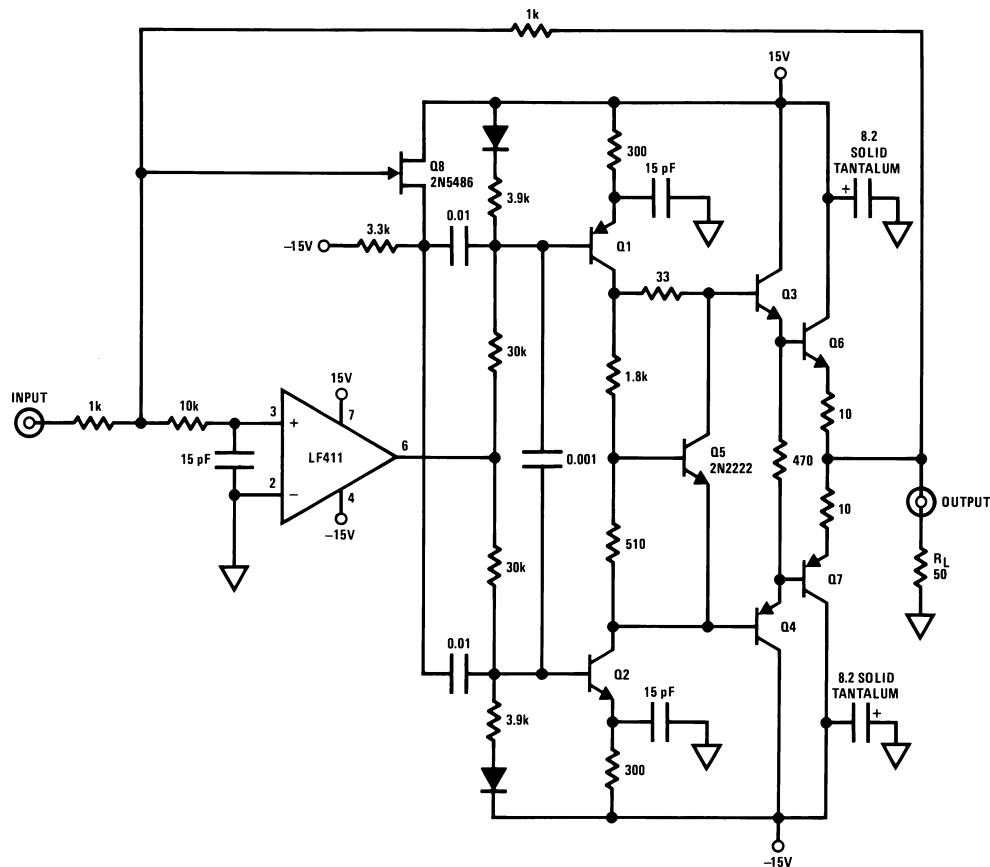 1k
15V
8.2
SOLID
TANTALUM
+
300
15 pF
Q8
2N5486
3.9k
0.01
–15V
3.3k
Q1
33
Q3
Q6
30k
1.8k
10
INPUT
1k
10k
15V
3
+
7
6
LF411
15 pF
2
–
4
–15V
0.001
Q5
2N2222
470
OUTPUT
10
510
30k
RL
50
Q7
Q4
0.01
Q2
15 pF
8.2 SOLID
TANTALUM
+
3.9k
300
–15V